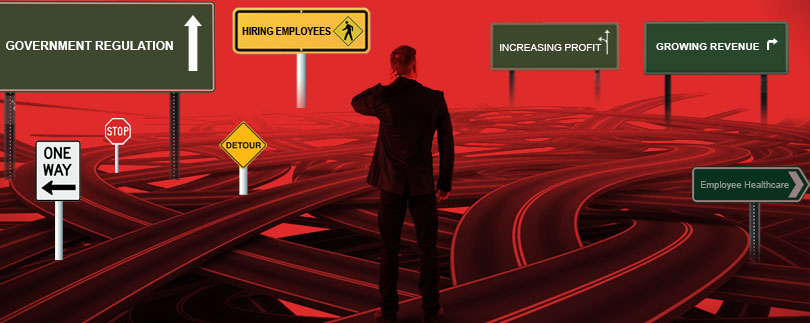 GOVERNMENT REGULATION
HIRING EMPLOYEES
INCREASING PROFIT
GROWING REVENUE
STOP
DETOUR
ONE
WAY
Employee Healthcare